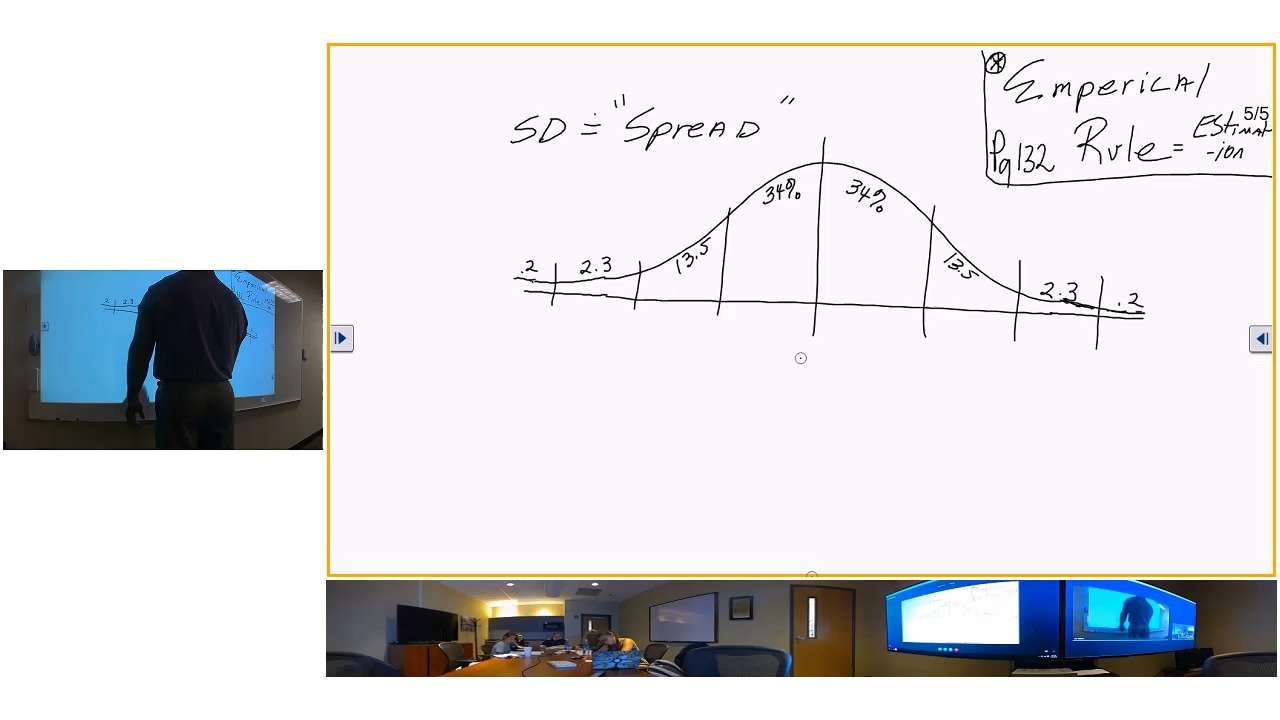 SD ≐ "Spread"
* Emperical
Pg 132 Rule = Estimat
-ion
5/5
34% 34%
13.5 13.5
.2 2.3 2.3 .2